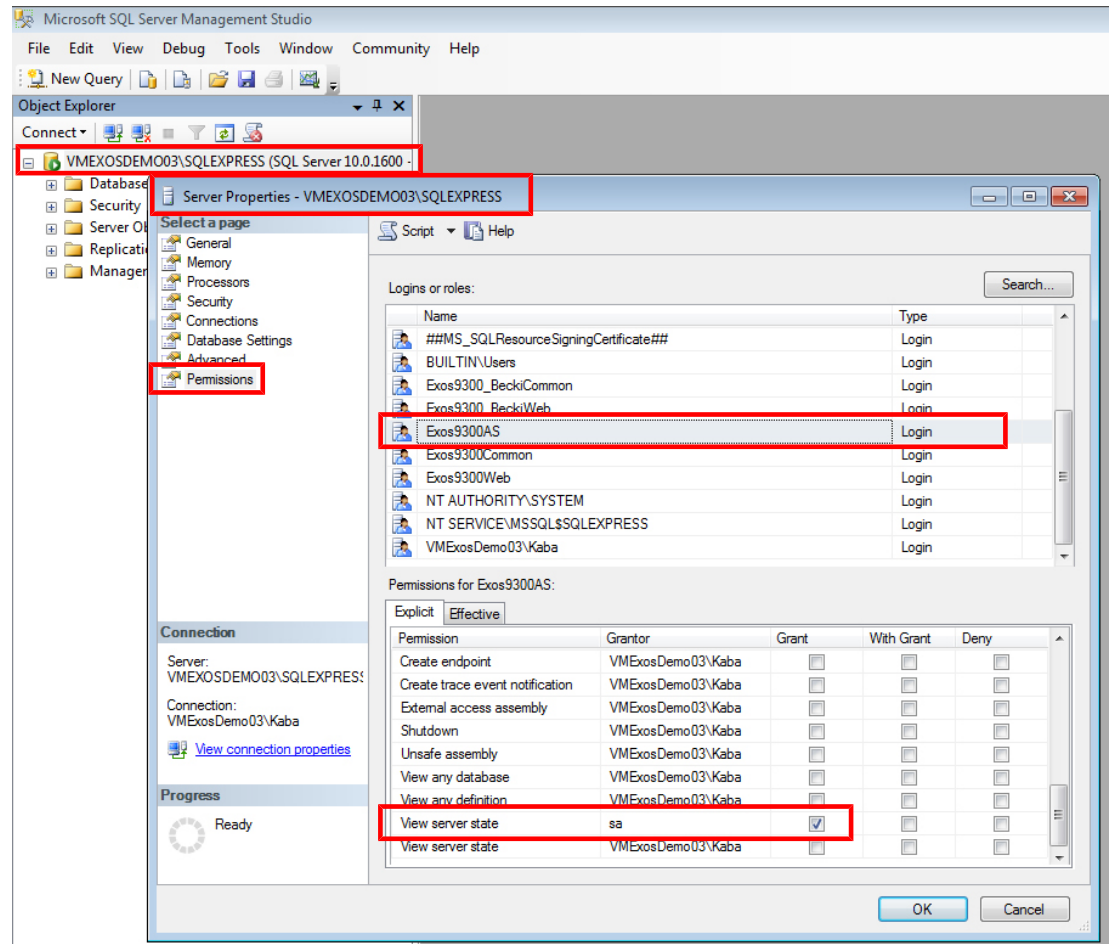 Microsoft SQL Server Management Studio
File Edit View Debug Tools Window Community Help
New Query
Object Explorer
Connect
VMEXOSDEMO03\SQLEXPRESS (SQL Server 10.0.1600 -
Database
Security
Server Ob
Replicati
Manager
Server Properties - VMEXOSDEMO03\SQLEXPRESS
Select a page
General
Memory
Processors
Security
Connections
Database Settings
Advanced
Permissions
Script Help
Logins or roles:
Search...
Name Type
##MS_SQLResourceSigningCertificate## Login
BUILTIN\Users Login
Exos9300_BeckiCommon Login
Exos9300_BeckiWeb Login
Exos9300AS Login
Exos9300Common Login
Exos9300Web Login
NT AUTHORITY\SYSTEM Login
NT SERVICE\MSSQL$SQLEXPRESS Login
VMExosDemo03\Kaba Login
Permissions for Exos9300AS:
Explicit Effective
Permission Grantor Grant With Grant Deny
Create endpoint VMExosDemo03\Kaba
Create trace event notification VMExosDemo03\Kaba
External access assembly VMExosDemo03\Kaba
Shutdown VMExosDemo03\Kaba
Unsafe assembly VMExosDemo03\Kaba
View any database VMExosDemo03\Kaba
View any definition VMExosDemo03\Kaba
View server state sa
View server state VMExosDemo03\Kaba
Connection
Server:
VMEXOSDEMO03\SQLEXPRESS
Connection:
VMExosDemo03\Kaba
View connection properties
Progress
Ready
OK Cancel